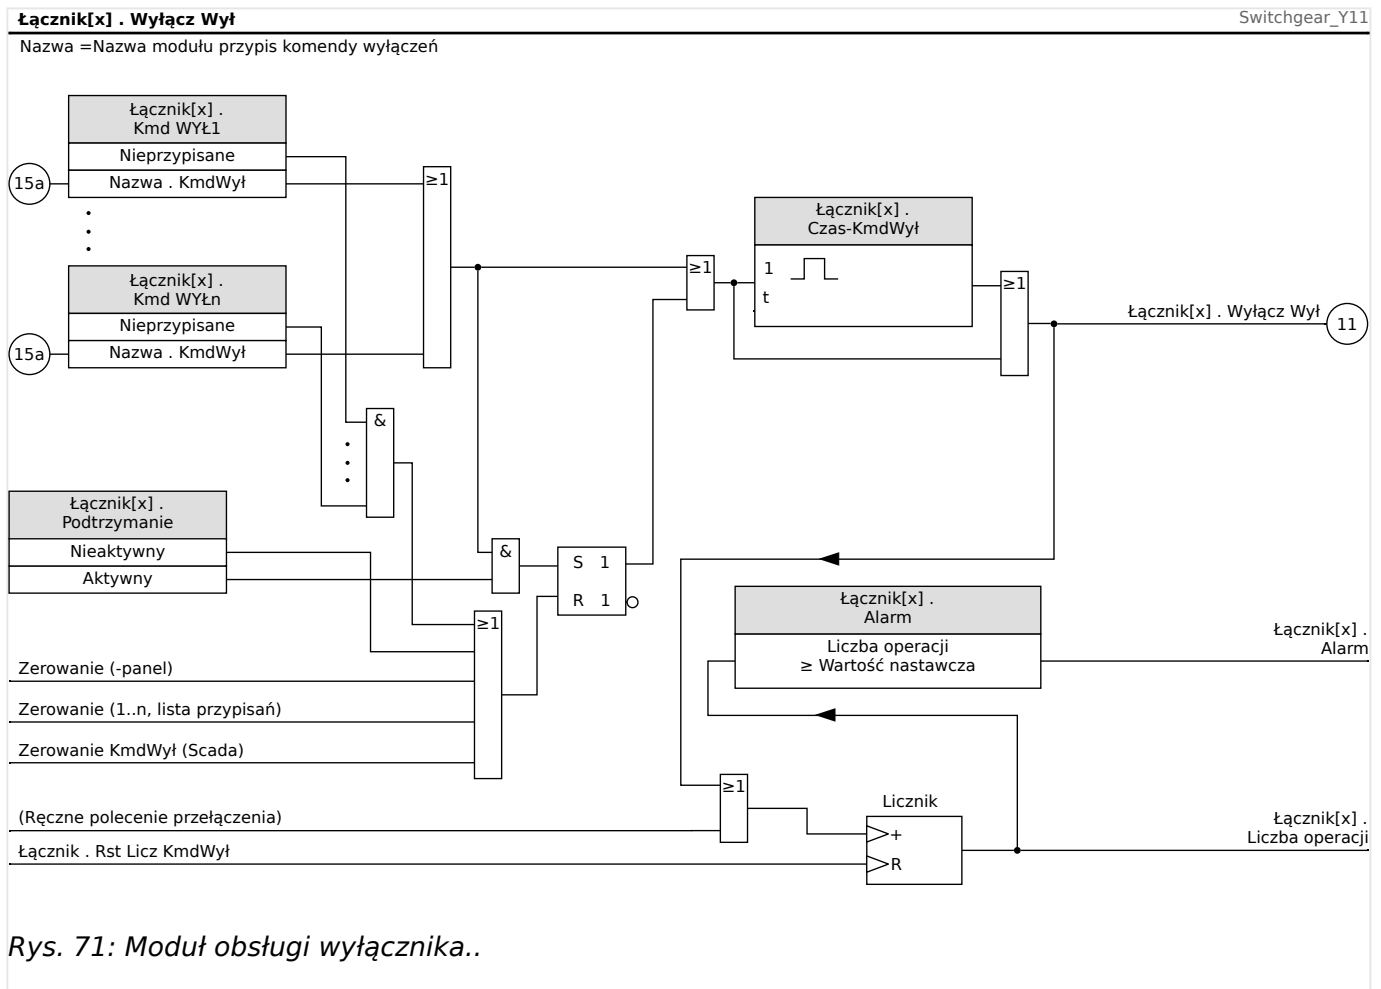 Łącznik[x] . Wyłącz Wył
Switchgear_Y11
Nazwa =Nazwa modułu przypis komendy wyłączeń
Łącznik[x] .
Kmd WYŁ1
Nieprzypisane
15a
Nazwa . KmdWył
≥1
Łącznik[x] .
Czas-KmdWył
1
t
≥1
≥1
Łącznik[x] .
Kmd WYŁn
Nieprzypisane
15a
Nazwa . KmdWył
Łącznik[x] . Wyłącz Wył
11
&
Łącznik[x] .
Podtrzymanie
Nieaktywny
Aktywny
&
S 1
R 1
≥1
Łącznik[x] .
Alarm
Liczba operacji
≥ Wartość nastawcza
Łącznik[x] .
Alarm
Zerowanie (-panel)
Zerowanie (1..n, lista przypisań)
Zerowanie KmdWył (Scada)
≥1
Licznik
(Ręczne polecenie przełączenia)
+
Łącznik[x] .
Liczba operacji
Łącznik . Rst Licz KmdWył
R
Rys. 71: Moduł obsługi wyłącznika..